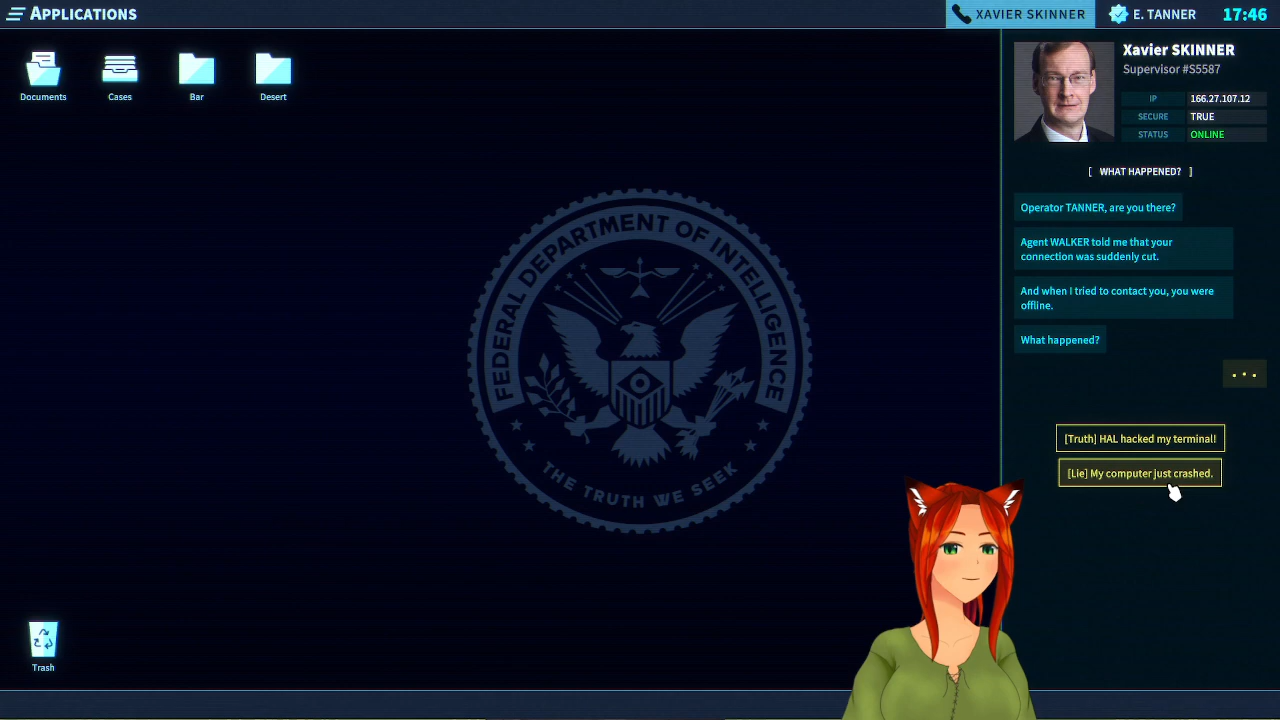 APPLICATIONS
XAVIER SKINNER
E. TANNER
17:46
Documents
Cases
Bar
Desert
Trash
FEDERAL DEPARTMENT OF INTELLIGENCE
THE TRUTH WE SEEK
Xavier SKINNER
Supervisor #S5587
IP 166.27.107.12
SECURE TRUE
STATUS ONLINE
[ WHAT HAPPENED? ]
Operator TANNER, are you there?
Agent WALKER told me that your
connection was suddenly cut.
And when I tried to contact you, you were
offline.
What happened?
...
[Truth] HAL hacked my terminal!
[Lie] My computer just crashed.